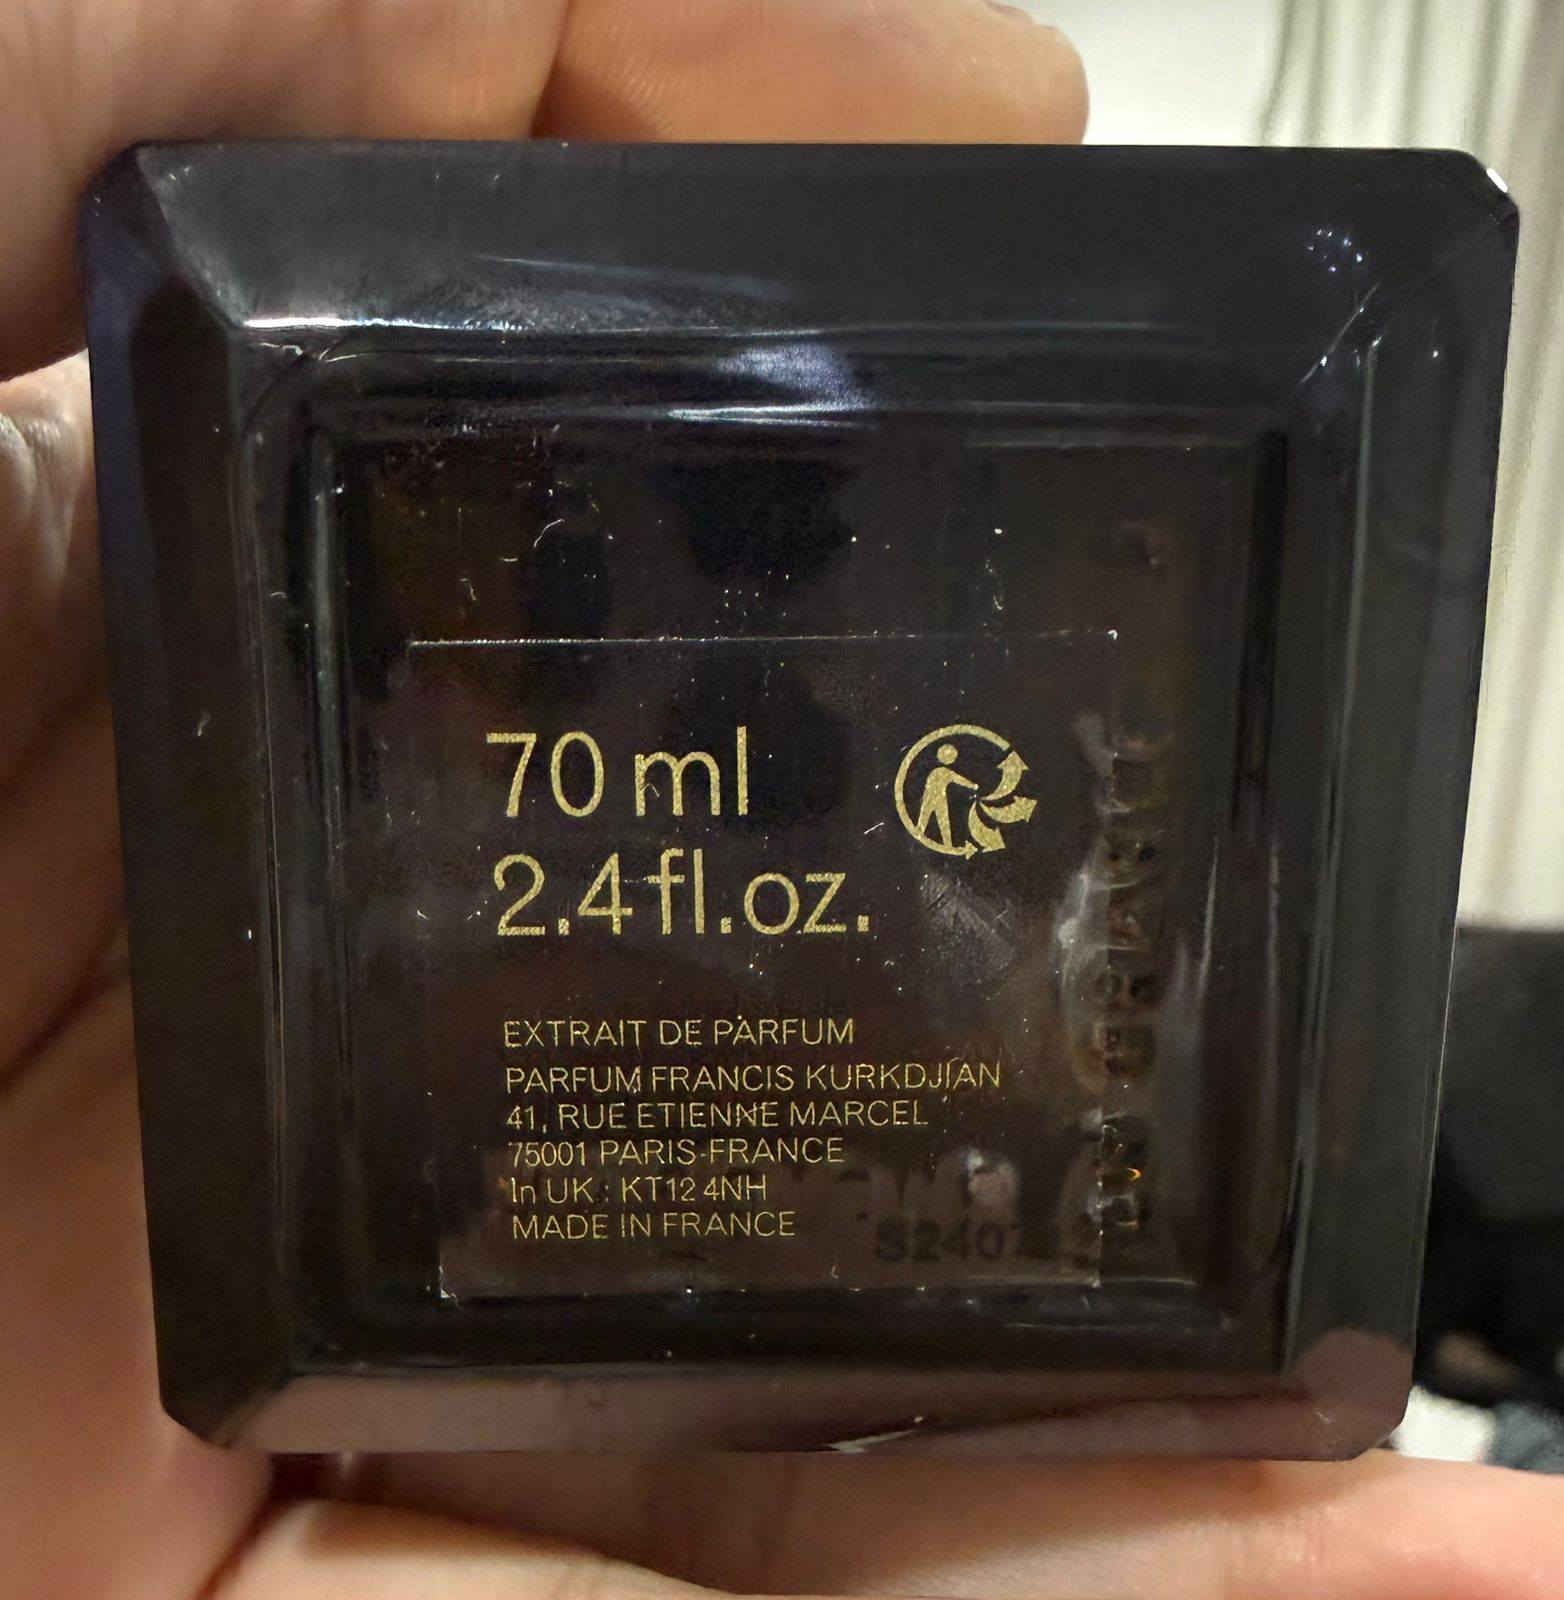 70 ml
2.4 fl.oz.
EXTRAIT DE PARFUM
PARFUM FRANCIS KURKDJIAN
41, RUE ETIENNE MARCEL
75001 PARIS-FRANCE
In UK : KT12 4NH
MADE IN FRANCE